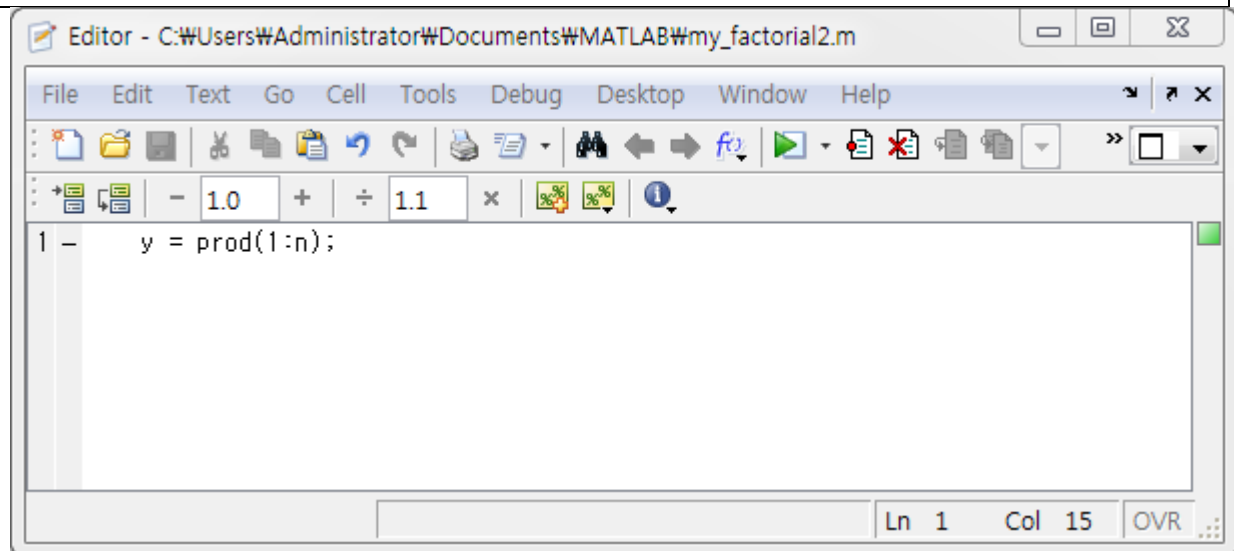 Editor - C:₩Users₩Administrator₩Documents₩MATLAB₩my_factorial2.m
File Edit Text Go Cell Tools Debug Desktop Window Help
- 1.0 + ÷ 1.1 ×
1 – y = prod(1:n);
Ln 1 Col 15 OVR